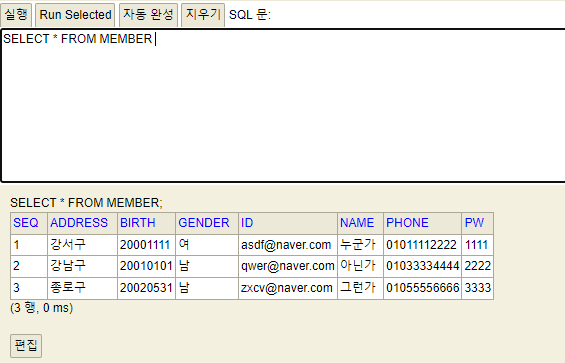 실행 Run Selected 자동 완성 지우기 SQL 문:
SELECT * FROM MEMBER
SELECT * FROM MEMBER;
SEQ ADDRESS BIRTH GENDER ID NAME PHONE PW
1 강서구 20001111 여 asdf@naver.com 누군가 01011112222 1111
2 강남구 20010101 남 qwer@naver.com 아닌가 01033334444 2222
3 종로구 20020531 남 zxcv@naver.com 그런가 01055556666 3333
(3 행, 0 ms)
편집